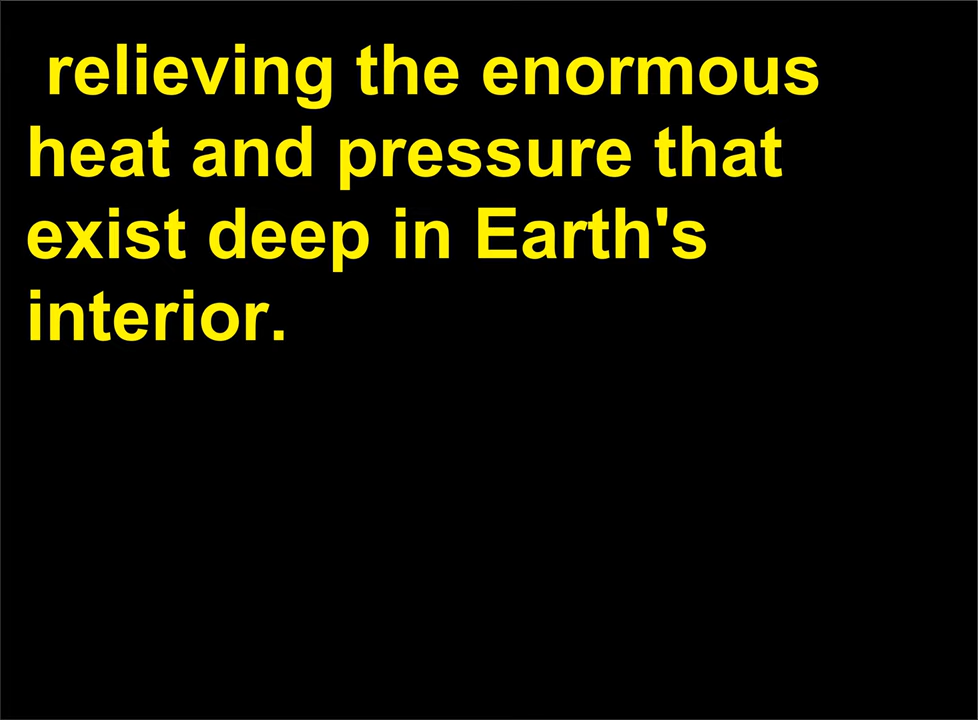 relieving the enormous
heat and pressure that
exist deep in Earth's
interior.